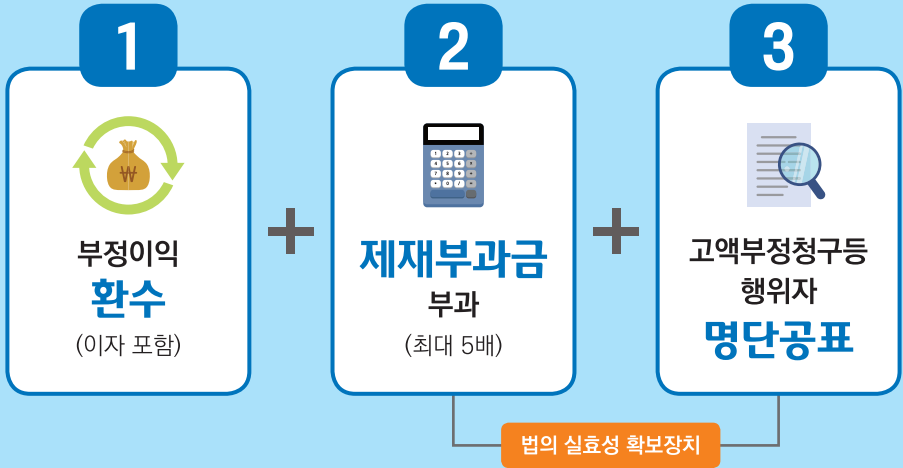 1
부정이익
환수
(이자 포함)
2
제재부과금
부과
(최대 5배)
3
고액부정청구등
행위자
명단공표
법의 실효성 확보장치